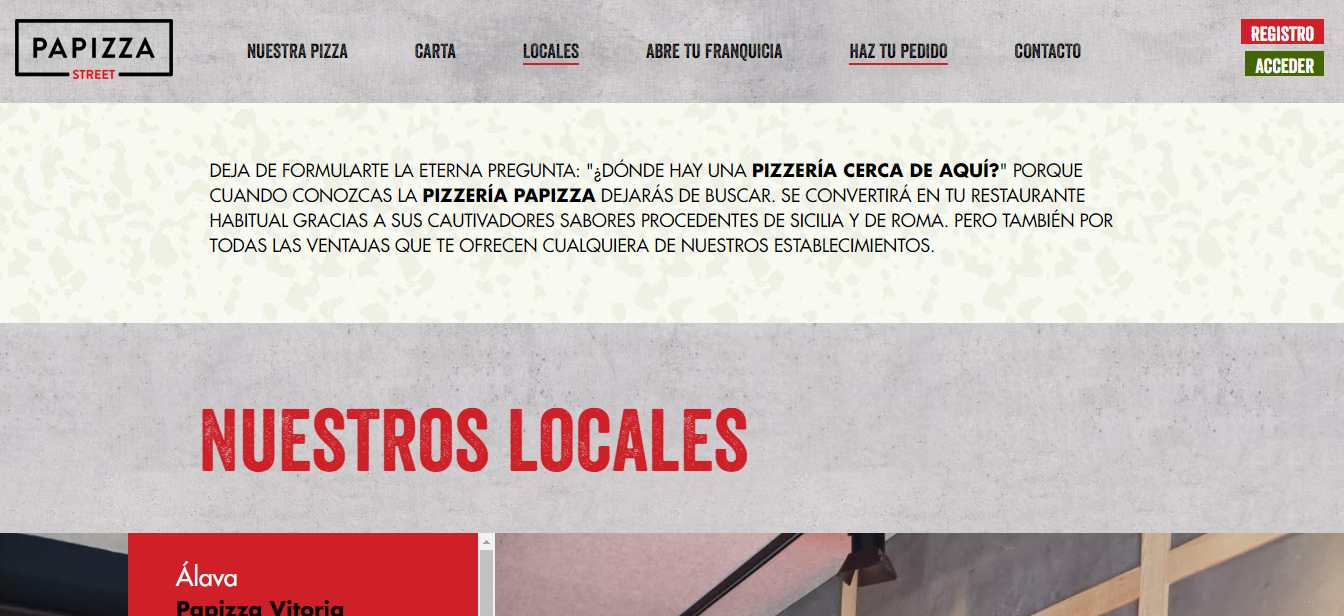 PAPIZZA
STREET
NUESTRA PIZZA
CARTA
LOCALES
ABRE TU FRANQUICIA
HAZ TU PEDIDO
CONTACTO
REGISTRO
ACCEDER
DEJA DE FORMULARTE LA ETERNA PREGUNTA: "¿DÓNDE HAY UNA PIZZERÍA CERCA DE AQUÍ?" PORQUE
CUANDO CONOZCAS LA PIZZERÍA PAPIZZA DEJARÁS DE BUSCAR. SE CONVERTIRÁ EN TU RESTAURANTE
HABITUAL GRACIAS A SUS CAUTIVADORES SABORES PROCEDENTES DE SICILIA Y DE ROMA. PERO TAMBIÉN POR
TODAS LAS VENTAJAS QUE TE OFRECEN CUALQUIERA DE NUESTROS ESTABLECIMIENTOS.
NUESTROS LOCALES
Álava
Papizza Vitoria